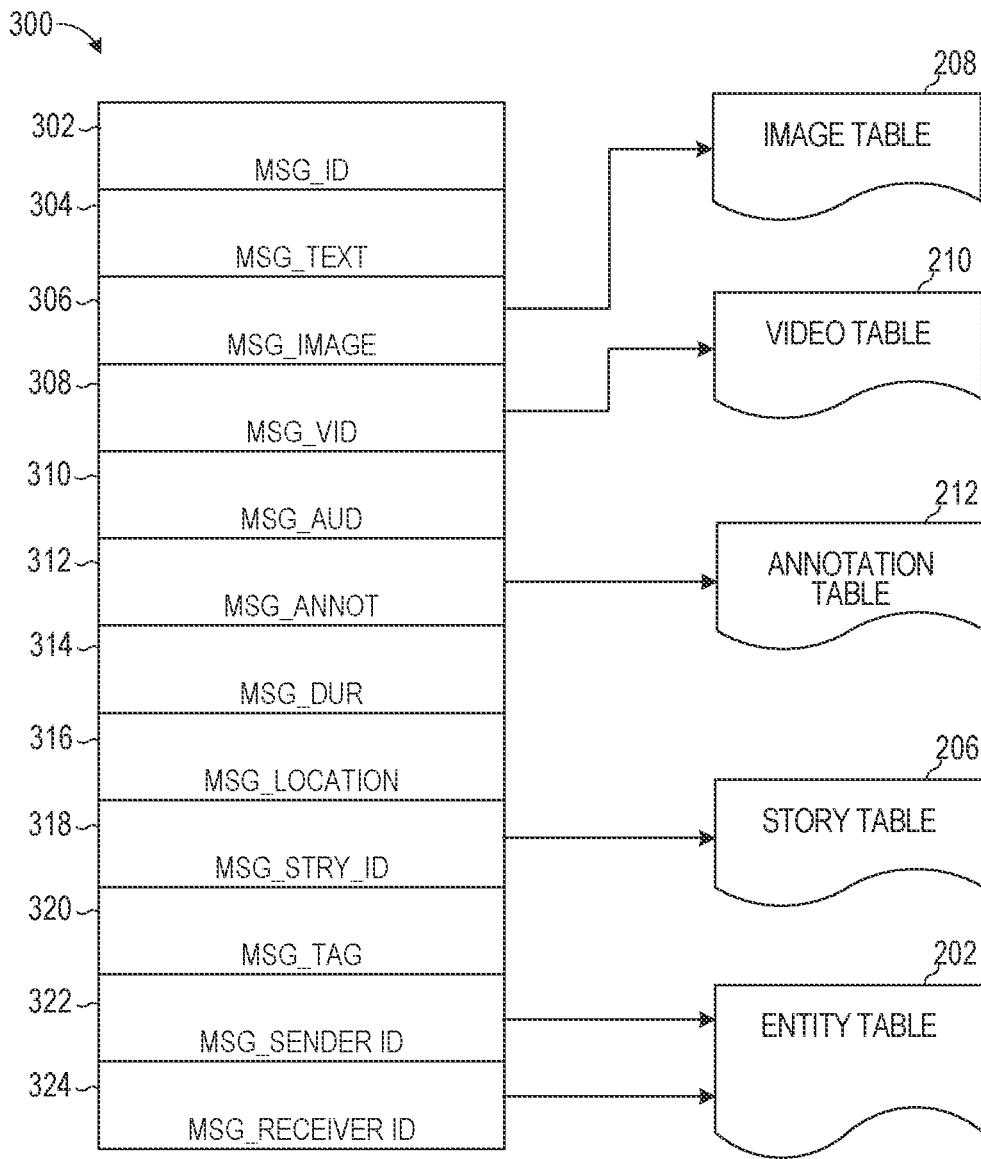 300
302
MSG_ID
304
MSG_TEXT
306
MSG_IMAGE
308
MSG_VID
310
MSG_AUD
312
MSG_ANNOT
314
MSG_DUR
316
MSG_LOCATION
318
MSG_STRY_ID
320
MSG_TAG
322
MSG_SENDER ID
324
MSG_RECEIVER ID
208
IMAGE TABLE
210
VIDEO TABLE
212
ANNOTATION
TABLE
206
STORY TABLE
202
ENTITY TABLE